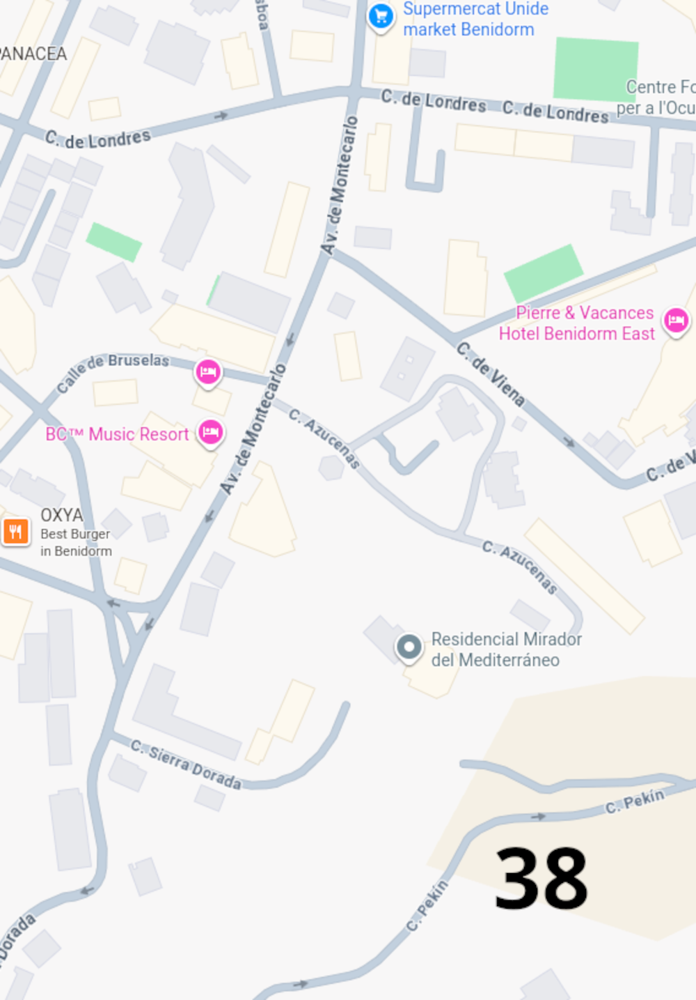 sboa
Supermercat Unide
market Benidorm
PANACEA
Centre Fo
per a l'Ocu
C. de Londres
C. de Londres
C. de Londres
Av. de Montecarlo
Pierre & Vacances
Hotel Benidorm East
C. de Viena
Calle de Bruselas
Av. de Montecarlo
C. Azucenas
BC™ Music Resort
C. de V
OXYA
Best Burger
in Benidorm
C. Azucenas
Residencial Mirador
del Mediterráneo
C. Sierra Dorada
C. Pekín
38
C. Pekín
Dorada